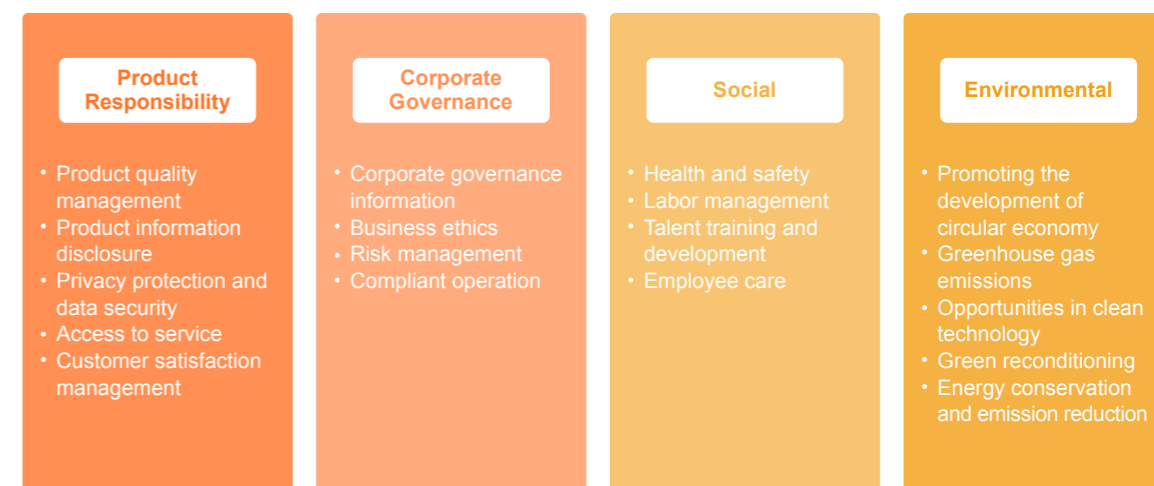 Product
Responsibility
• Product quality
management
• Product information
disclosure
• Privacy protection and
data security
• Access to service
• Customer satisfaction
management
Corporate
Governance
• Corporate governance
information
• Business ethics
• Risk management
• Compliant operation
Social
• Health and safety
• Labor management
• Talent training and
development
• Employee care
Environmental
• Promoting the
development of
circular economy
• Greenhouse gas
emissions
• Opportunities in clean
technology
• Green reconditioning
• Energy conservation
and emission reduction